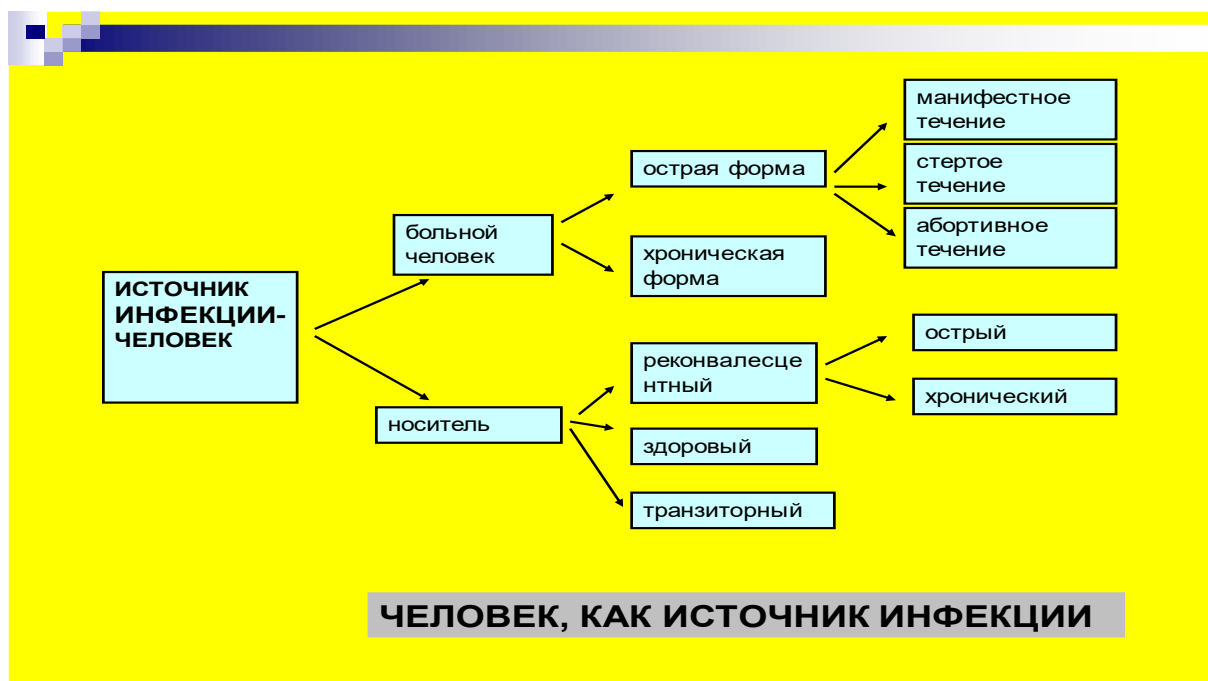 манифестное
течение
острая форма
стертое
течение
больной
человек
абортивное
течение
хроническая
форма
ИСТОЧНИК
ИНФЕКЦИИ-
ЧЕЛОВЕК
острый
реконвалесце
нтный
хронический
носитель
здоровый
транзиторный
ЧЕЛОВЕК, КАК ИСТОЧНИК ИНФЕКЦИИ